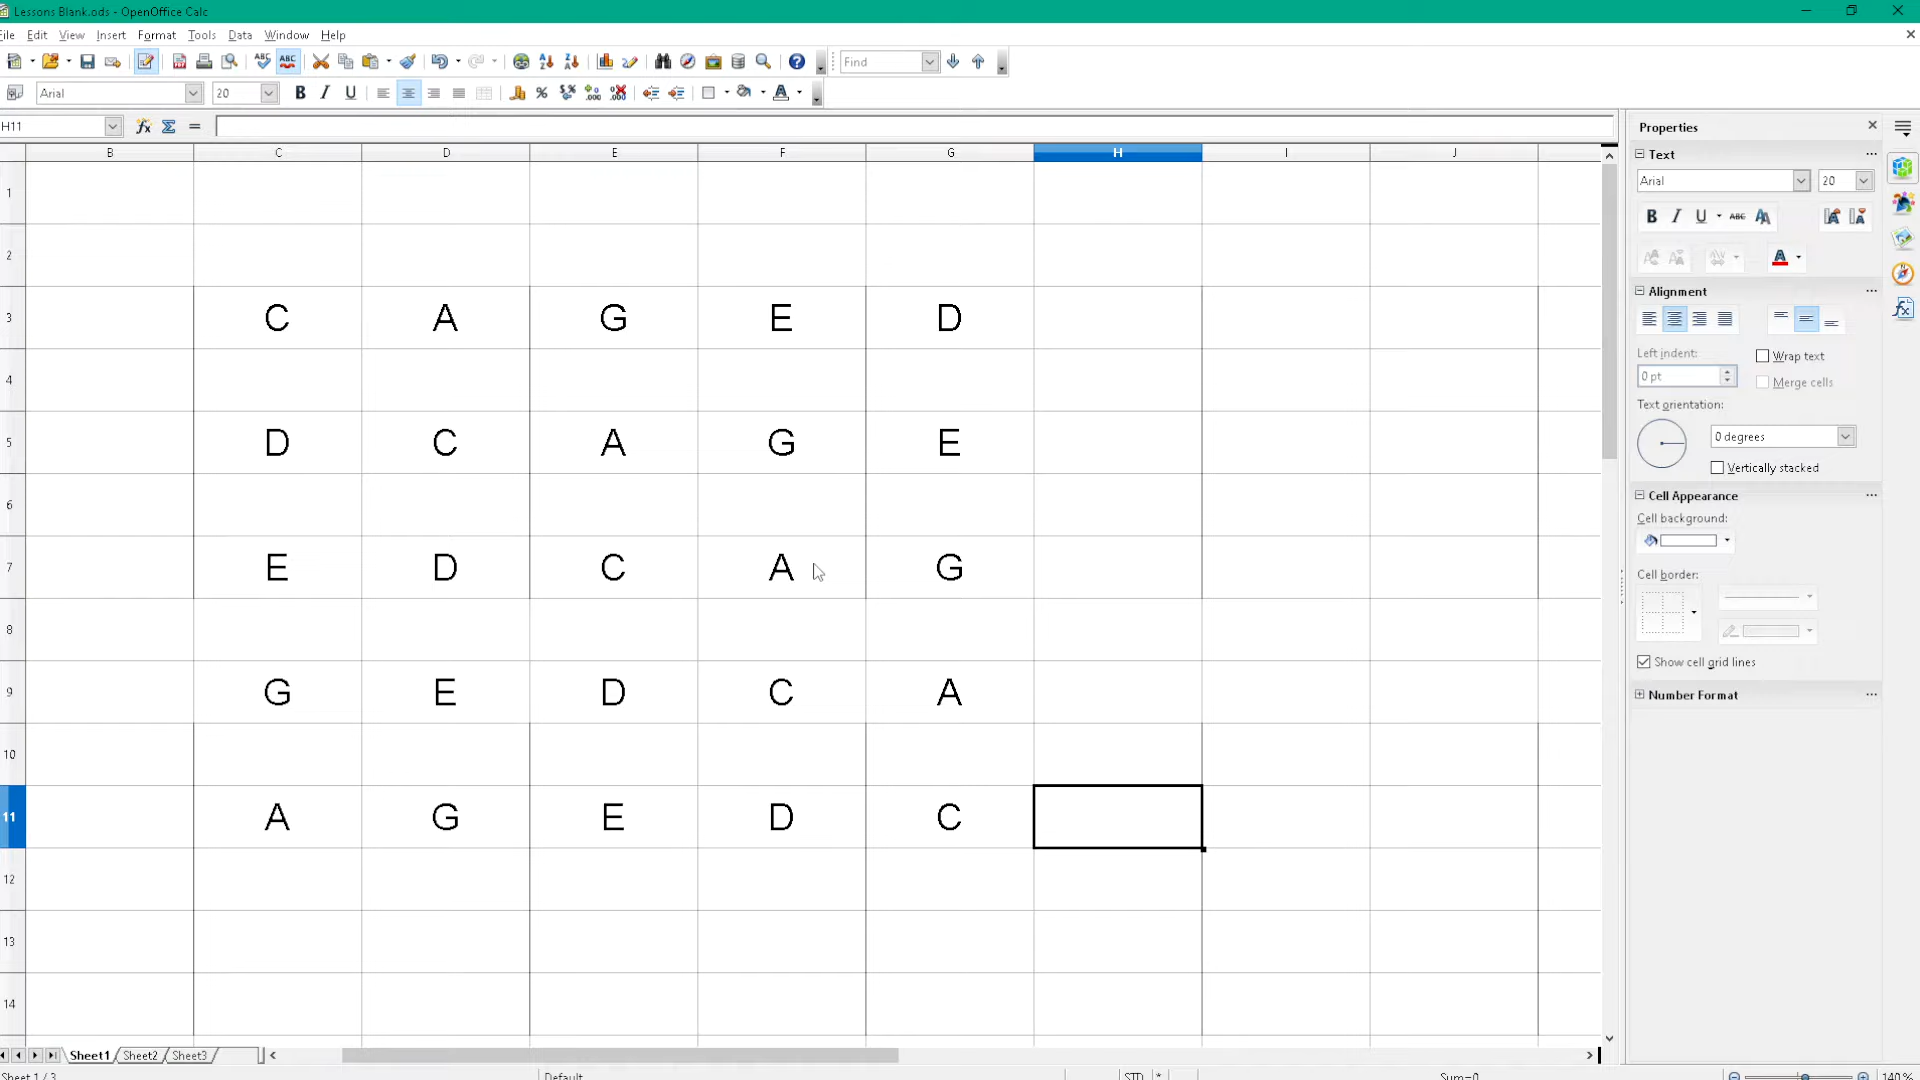 Lessons Blank.ods - OpenOffice Calc
File Edit View Insert Format Tools Data Window Help
Find
Arial 20
H11
B C D E F G H I J
1
2
3 C A G E D
4
5 D C A G E
6
7 E D C A G
8
9 G E D C A
10
11 A G E D C
12
13
14
Properties
Text
Arial 20
Alignment
Left indent:
Wrap text
0 pt
Merge cells
Text orientation:
0 degrees
Vertically stacked
Cell Appearance
Cell background:
Cell border:
Show cell grid lines
Number Format
Sheet1 Sheet2 Sheet3
Sheet 1 / 3 Default STD * Sum=0 140 %